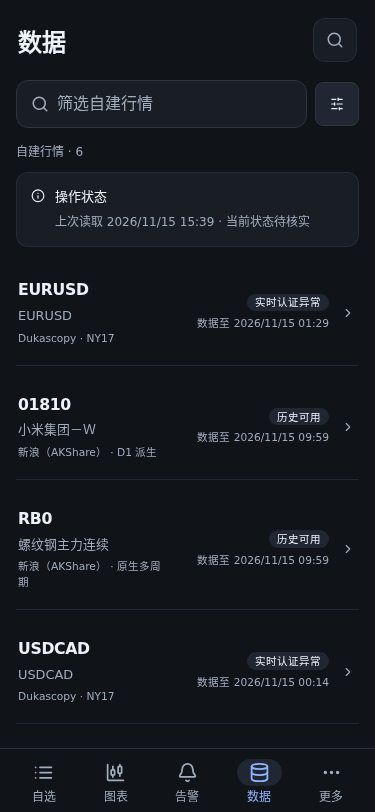 数据
筛选自建行情
自建行情 · 6
操作状态
上次读取 2026/11/15 15:39 · 当前状态待核实
EURUSD
EURUSD
Dukascopy · NY17
实时认证异常
数据至 2026/11/15 01:29
01810
小米集团－W
新浪（AKShare） · D1 派生
历史可用
数据至 2026/11/15 09:59
RB0
螺纹钢主力连续
新浪（AKShare） · 原生多周
期
历史可用
数据至 2026/11/15 09:59
USDCAD
USDCAD
Dukascopy · NY17
实时认证异常
数据至 2026/11/15 00:14
自选
图表
告警
数据
更多